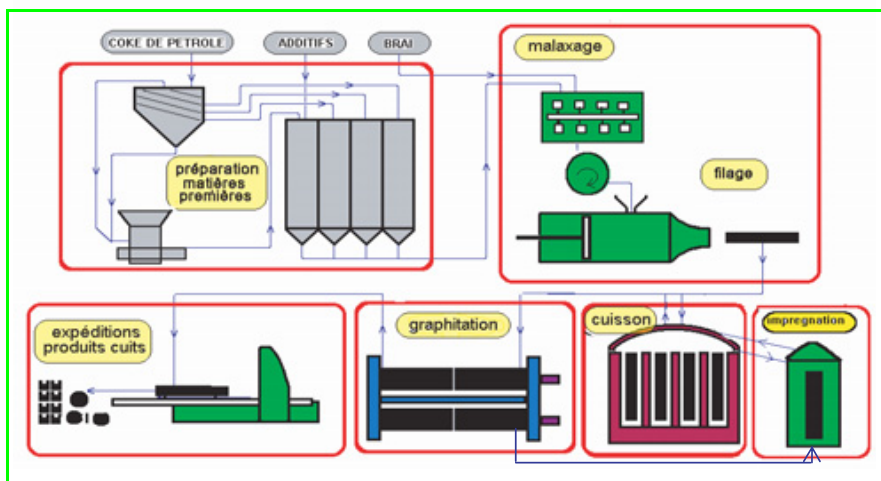 COKE DE PETROLE
ADDITIFS
BRAI
malaxage
préparation
matières
premières
filage
expéditions
produits cuits
graphitation
cuisson
impregnation